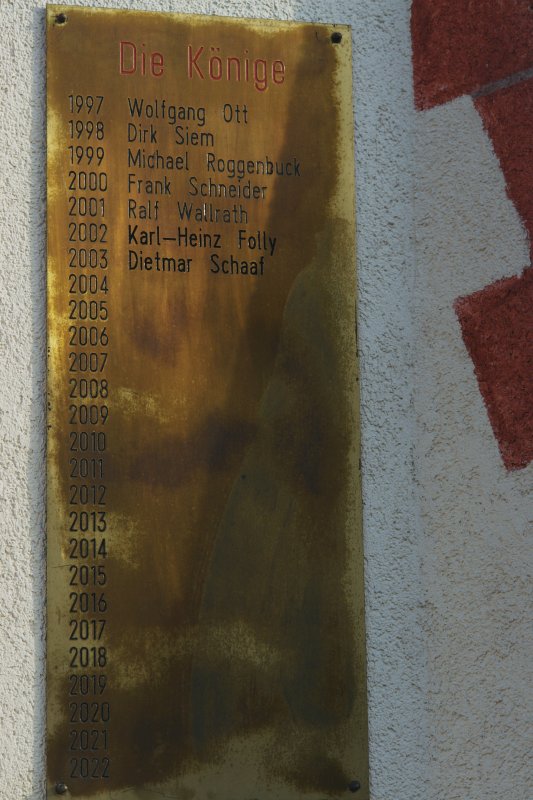 Die Könige
1997 Wolfgang Ott
1998 Dirk Siem
1999 Michael Roggenbuck
2000 Frank Schneider
2001 Ralf Wallrath
2002 Karl-Heinz Folly
2003 Dietmar Schaaf
2004
2005
2006
2007
2008
2009
2010
2011
2012
2013
2014
2015
2016
2017
2018
2019
2020
2021
2022